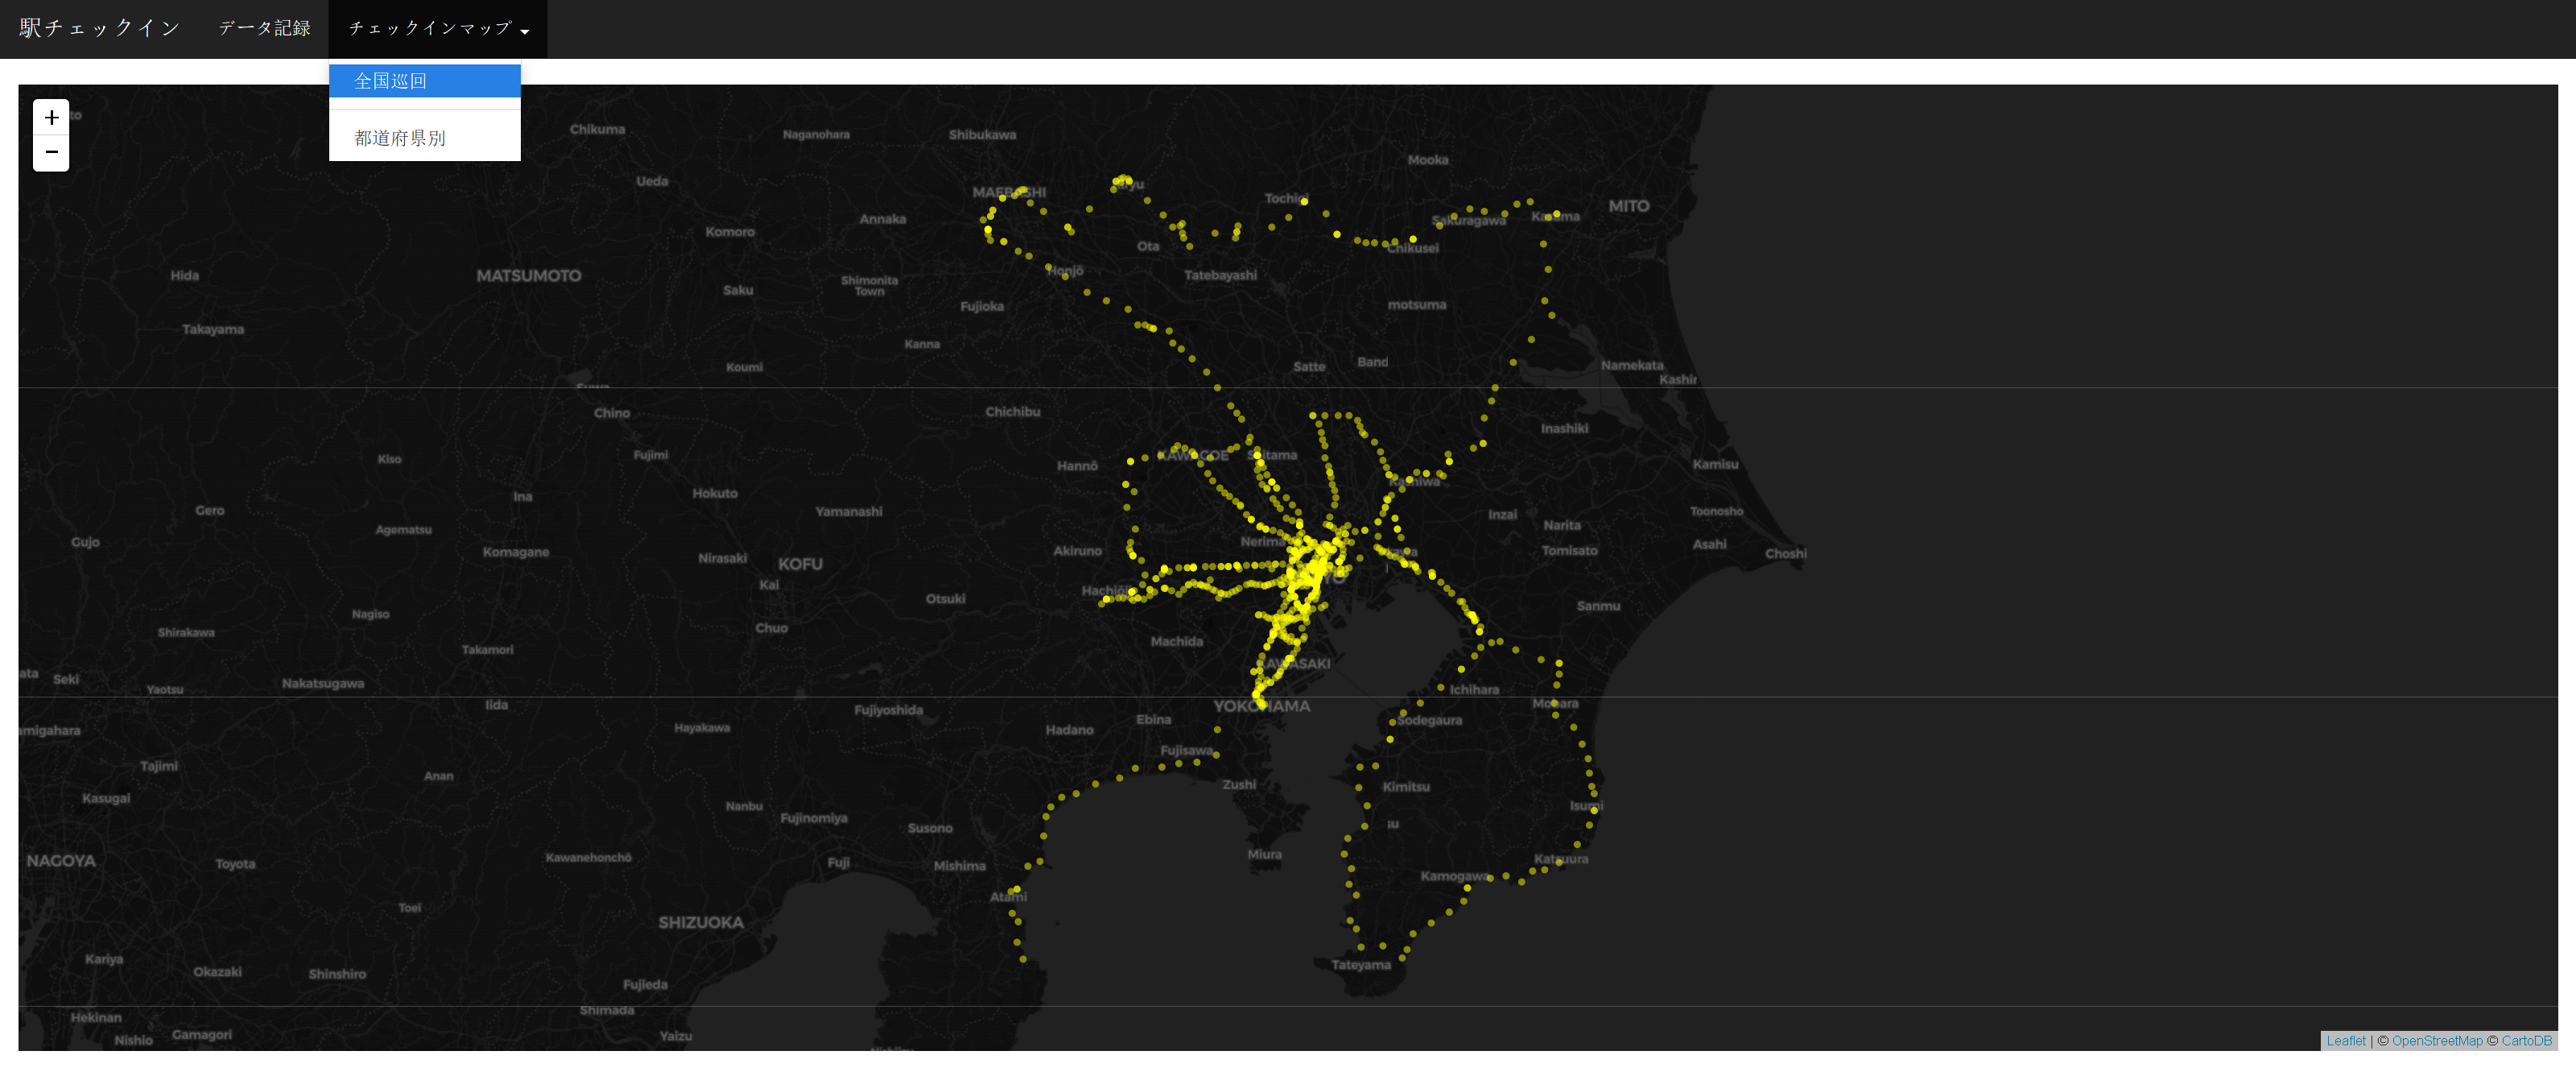 駅チェックイン
データ記録
チェックインマップ
全国巡回
都道府県別
+
−
Chikuma
Naganohara
Shibukawa
Mooka
Ueda
MAEBASHI
Tochigi
MITO
Annaka
Sakuragawa
Kasama
Komoro
Ota
Chikusei
Hida
MATSUMOTO
Shimonita
Town
Honjō
Tatebayashi
Saku
Fujioka
motsuma
Takayama
Kanna
Koumi
Satte
Band
Namekata
Kashir
Chino
Chichibu
Inashiki
Kiso
Fujimi
Hannō
KAWAGOE
Saitama
Kamisu
Ina
Hokuto
Kashiwa
Gero
Yamanashi
Inzai
Toonosho
Agematsu
Narita
Gujo
Komagane
Nirasaki
KOFU
Akiruno
Nerima
Tomisato
Asahi
Choshi
Kai
Otsuki
Hachiōji
Sanmu
Nagiso
Shirakawa
Chuo
Takamori
Machida
KAWASAKI
ata
Seki
Yaotsu
Nakatsugawa
Ichihara
Iida
Fujiyoshida
YOKOHAMA
Mobara
amigahara
Hayakawa
Hadano
Ebina
Sodegaura
Fujisawa
Tajimi
Anan
Zushi
Kimitsu
Kasugai
Nanbu
Fujinomiya
Susono
Isumi
NAGOYA
Toyota
Kawanehonchō
Fuji
Mishima
Miura
Katsuura
Kamogawa
Atami
Toei
SHIZUOKA
Kariya
Okazaki
Shinshiro
Tateyama
Fujieda
Hekinan
Shimada
Gamagori
Nishio
Yaizu
Leaflet | © OpenStreetMap © CartoDB